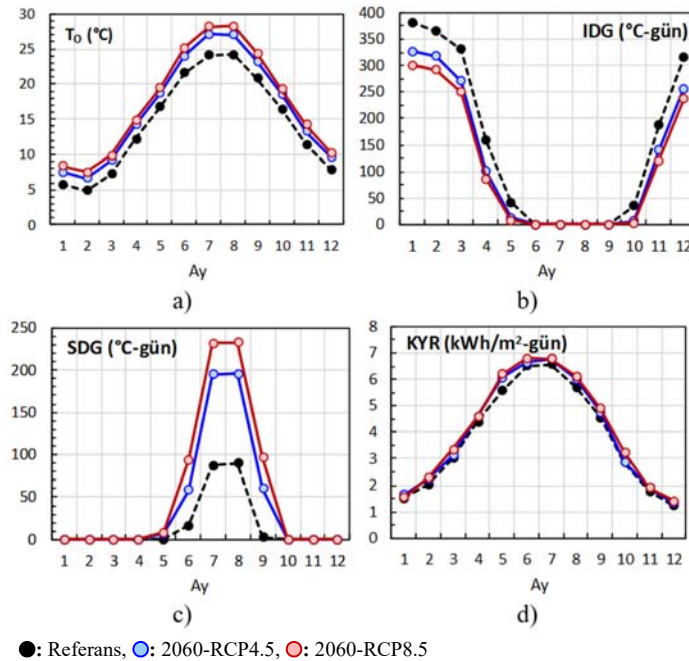 T₀ (°C)
30
25
20
15
10
5
0
1 2 3 4 5 6 7 8 9 10 11 12
Ay
a)
IDG (°C-gün)
400
350
300
250
200
150
100
50
0
1 2 3 4 5 6 7 8 9 10 11 12
Ay
b)
SDG (°C-gün)
250
200
150
100
50
0
1 2 3 4 5 6 7 8 9 10 11 12
Ay
c)
KYR (kWh/m²-gün)
8
7
6
5
4
3
2
1
0
1 2 3 4 5 6 7 8 9 10 11 12
Ay
d)
●: Referans, ○: 2060-RCP4.5, ○: 2060-RCP8.5